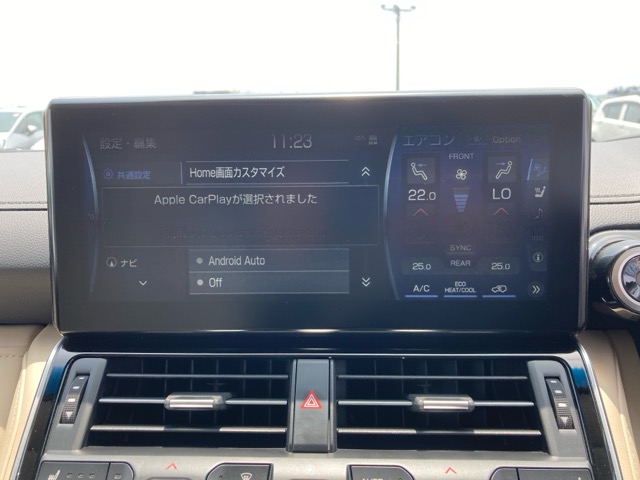 設定・編集
11:23
共通設定
Home画面カスタマイズ
Apple CarPlayが選択されました
ナビ
Android Auto
Off
エアコン
Option
FRONT
22.0
LO
SYNC
REAR
25.0
25.0
A/C
ECO
HEAT/COOL